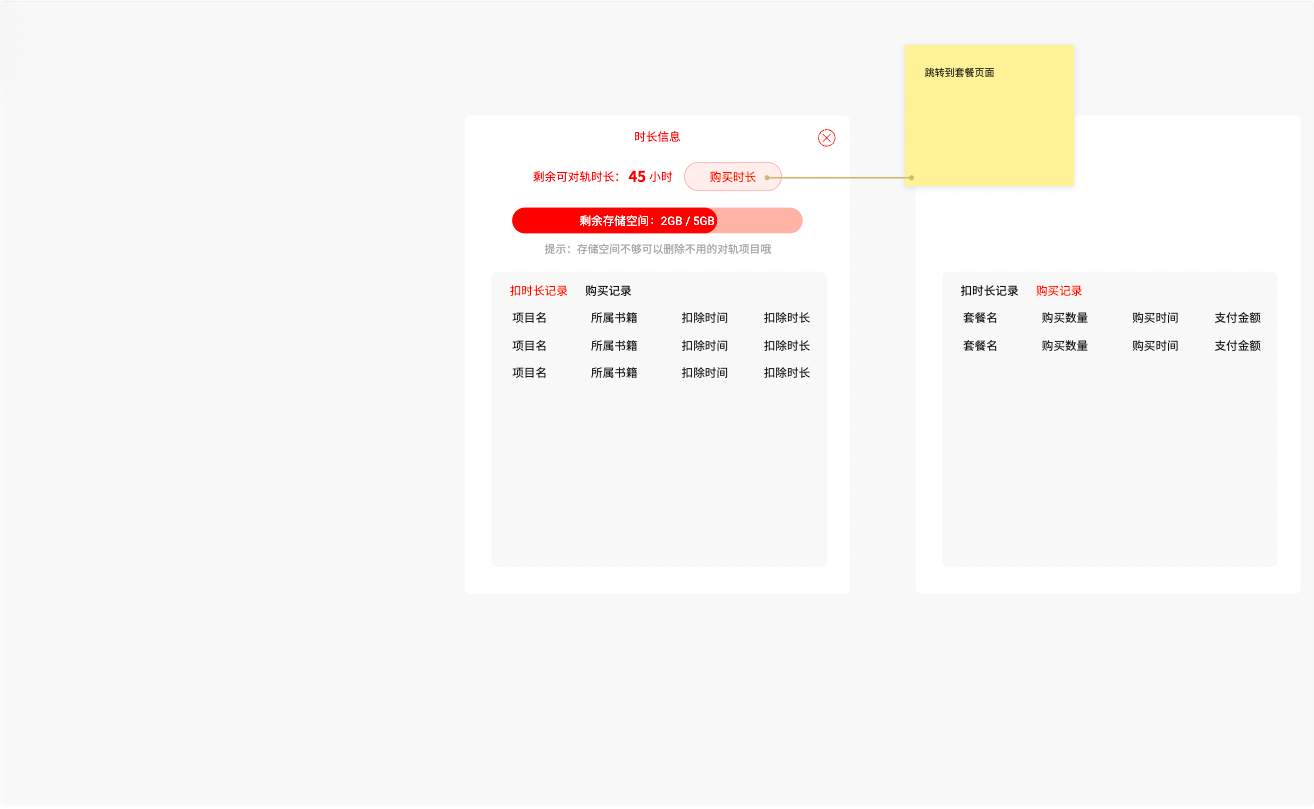 跳转到套餐页面
时长信息
剩余可对轨时长： 45 小时 购买时长
剩余存储空间：2GB / 5GB
提示：存储空间不够可以删除不用的对轨项目哦
扣时长记录 购买记录
项目名 所属书籍 扣除时间 扣除时长
项目名 所属书籍 扣除时间 扣除时长
项目名 所属书籍 扣除时间 扣除时长
扣时长记录 购买记录
套餐名 购买数量 购买时间 支付金额
套餐名 购买数量 购买时间 支付金额